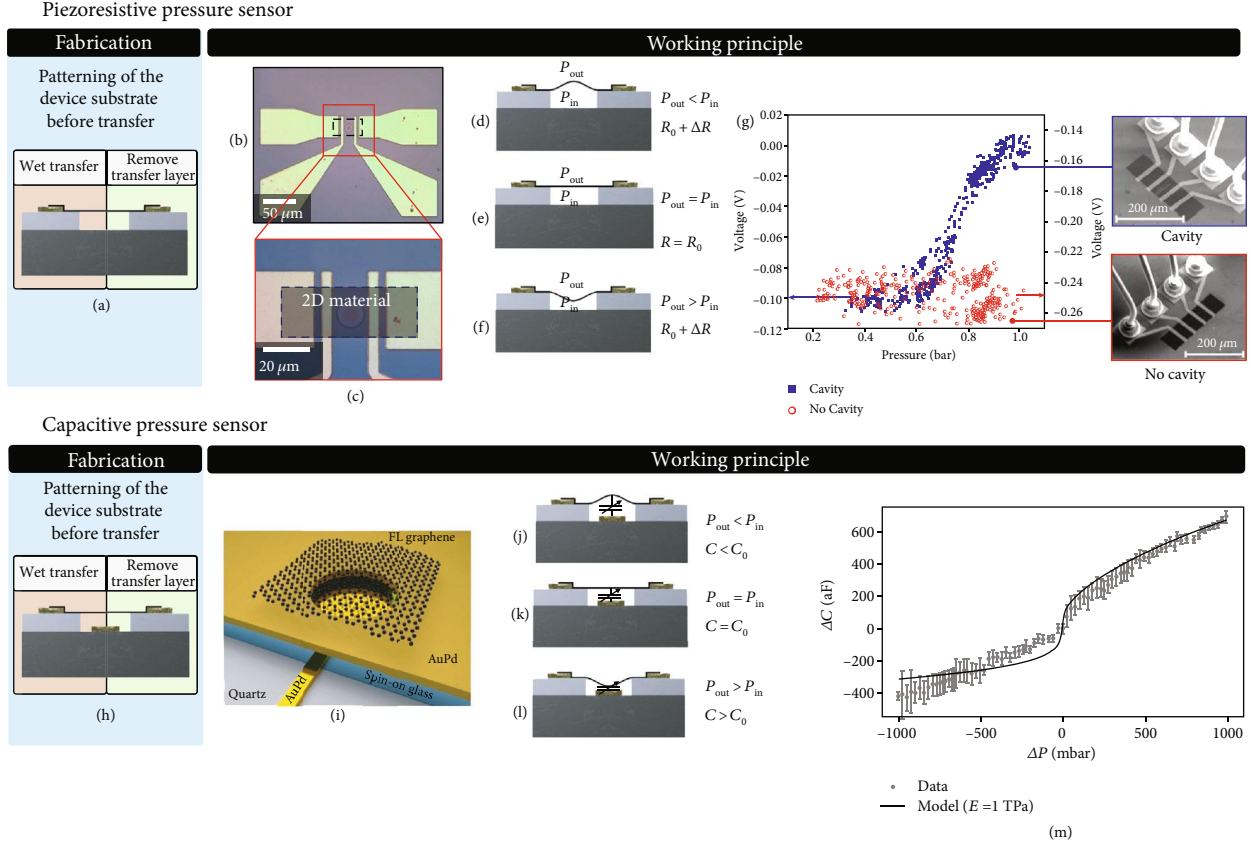 Piezoresistive pressure sensor
Fabrication
Working principle
Patterning of the
device substrate
before transfer
Wet transfer
Remove
transfer layer
(a)
(b)
50 μm
2D material
20 μm
(c)
P_out
P_in
(d)
P_out < P_in
R_0 + ΔR
P_out
P_in
(e)
P_out = P_in
R = R_0
P_out
P_in
(f)
P_out > P_in
R_0 + ΔR
(g)
0.02
0.00
−0.02
−0.04
−0.06
−0.08
−0.10
−0.12
Voltage (V)
0.2
0.4
0.6
0.8
1.0
Pressure (bar)
−0.14
−0.16
−0.18
−0.20
−0.22
−0.24
−0.26
Voltage (V)
Cavity
No Cavity
200 μm
Cavity
200 μm
No cavity
Capacitive pressure sensor
Fabrication
Working principle
Patterning of the
device substrate
before transfer
Wet transfer
Remove
transfer layer
(h)
FL graphene
AuPd
Spin-on glass
AuPd
Quartz
(i)
(j)
P_out < P_in
C < C_0
(k)
P_out = P_in
C = C_0
(l)
P_out > P_in
C > C_0
600
400
200
0
−200
−400
ΔC (aF)
−1000
−500
0
500
1000
ΔP (mbar)
Data
Model (E =1 TPa)
(m)